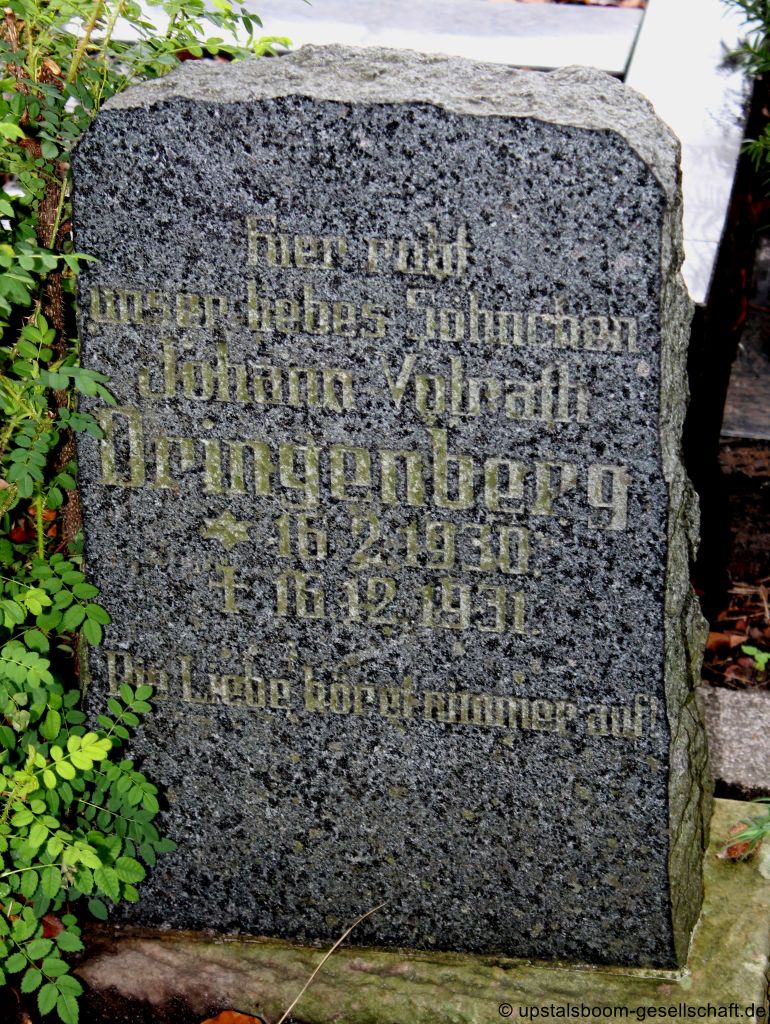 Hier ruht
unser liebes Söhnchen
Johann Volrath
Dringenberg
* 16.2.1930.
† 16.12.1931.
Die Liebe höret nimmer auf!
© upstalsboom-gesellschaft.de